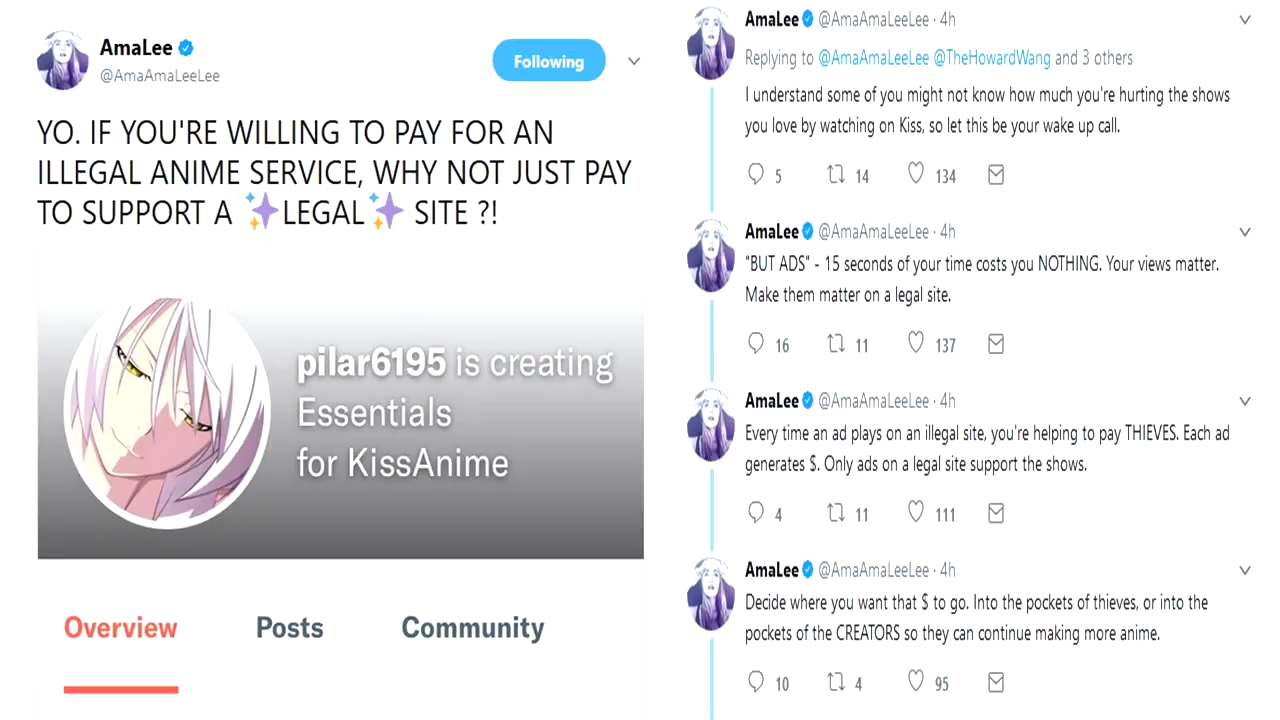 AmaLee
@AmaAmaLeeLee
Following
YO. IF YOU'RE WILLING TO PAY FOR AN
ILLEGAL ANIME SERVICE, WHY NOT JUST PAY
TO SUPPORT A ✨LEGAL✨ SITE ?!
pilar6195 is creating
Essentials
for KissAnime
Overview Posts Community
AmaLee @AmaAmaLeeLee · 4h
Replying to @AmaAmaLeeLee @TheHowardWang and 3 others
I understand some of you might not know how much you're hurting the shows
you love by watching on Kiss, so let this be your wake up call.
5 14 134
AmaLee @AmaAmaLeeLee · 4h
"BUT ADS" - 15 seconds of your time costs you NOTHING. Your views matter.
Make them matter on a legal site.
16 11 137
AmaLee @AmaAmaLeeLee · 4h
Every time an ad plays on an illegal site, you're helping to pay THIEVES. Each ad
generates $. Only ads on a legal site support the shows.
4 11 111
AmaLee @AmaAmaLeeLee · 4h
Decide where you want that $ to go. Into the pockets of thieves, or into the
pockets of the CREATORS so they can continue making more anime.
10 4 95